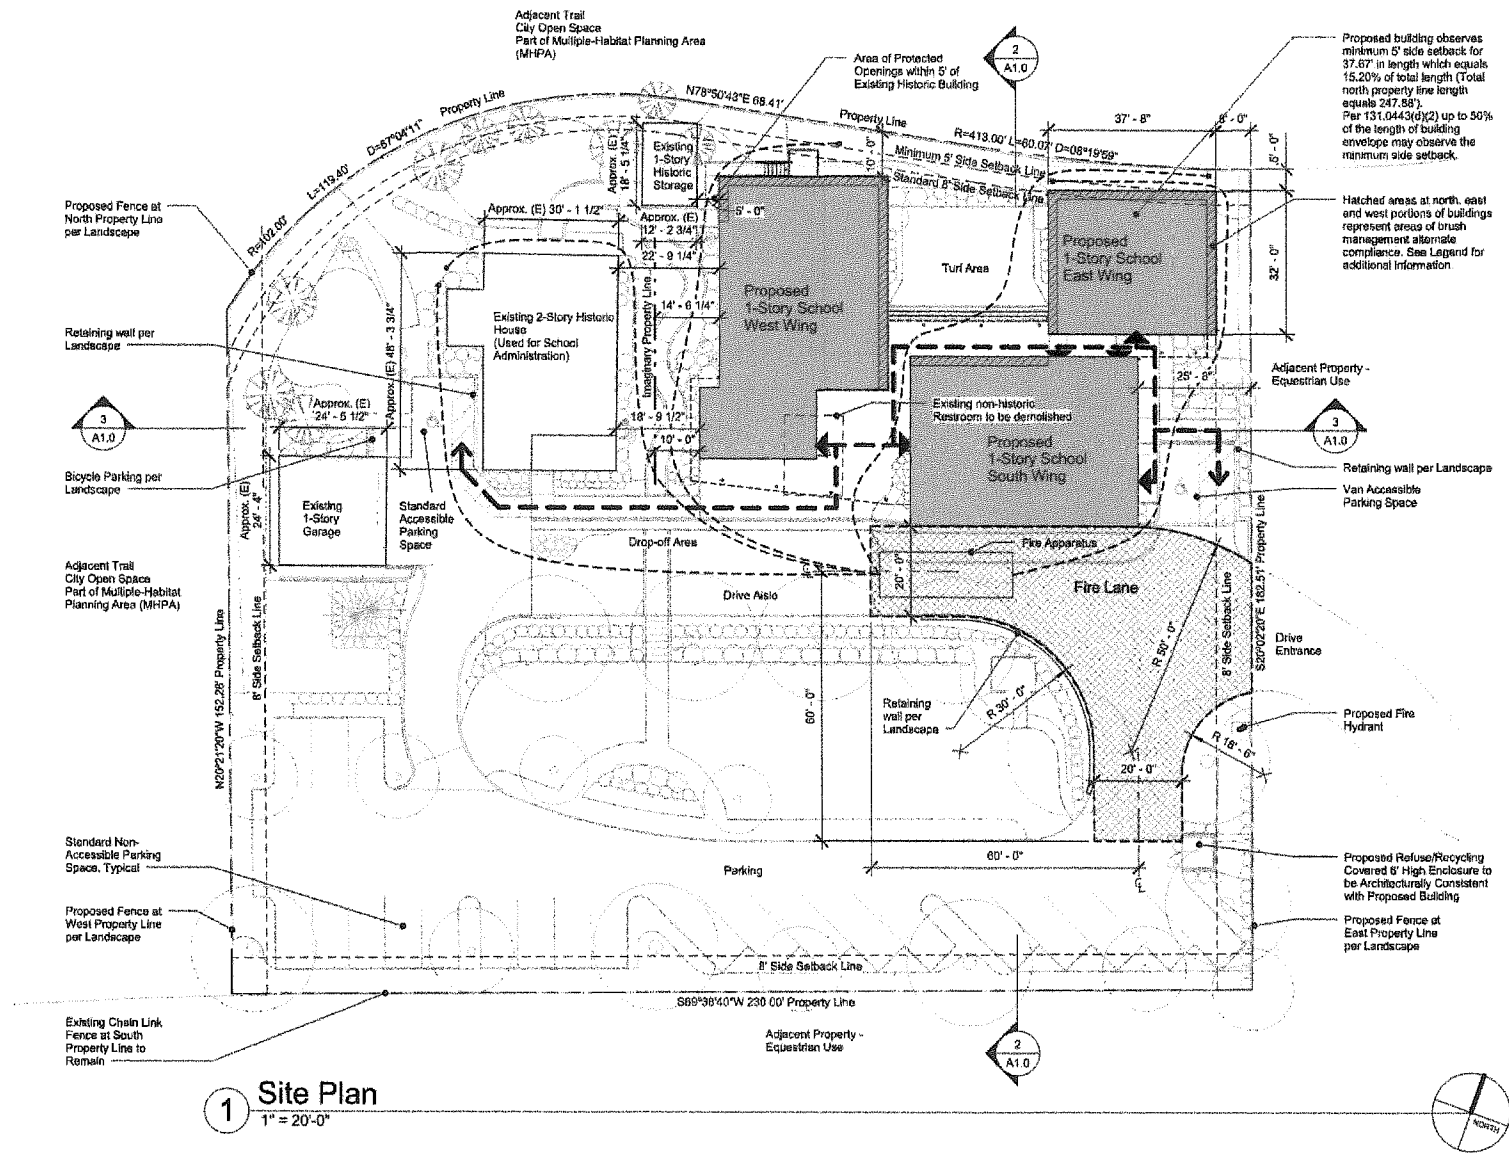 Adjacent Trail
City Open Space
Part of Multiple-Habitat Planning Area
(MHPA)
2
A1.0
Area of Protected
Openings within 5' of
Existing Historic Building
Proposed building observes
minimum 5' side setback for
37.67' in length which equals
15.20% of total length (Total
north property line length
equals 247.88').
Per 131.0443(d)(2) up to 50%
of the length of building
envelope may observe the
minimum side setback.
N78°50'43"E 68.41'
Property Line
D=67°04'11"
L=119.40'
R=102.00'
Property Line
R=413.00' L=60.07' D=08°19'59"
37' - 8"
8' - 0"
5' - 0"
10' - 0"
Minimum 5' Side Setback Line
Standard 8' Side Setback Line
Approx. (E)
18' - 5 1/4"
Existing
1-Story
Historic
Storage
Proposed Fence at
North Property Line
per Landscape
Approx. (E) 30' - 1 1/2"
Approx. (E)
12' - 2 3/4"
5' - 0"
22' - 9 1/4"
14' - 6 1/4"
Hatched areas at north, east
and west portions of buildings
represent areas of brush
management alternate
compliance. See Legend for
additional information
Proposed
1-Story School
East Wing
32' - 0"
Turf Area
Proposed
1-Story School
West Wing
Imaginary Property Line
Existing 2-Story Historic
House
(Used for School
Administration)
Approx. (E) 48' - 3 3/4"
Retaining wall per
Landscape
Adjacent Property -
Equestrian Use
25' - 8"
Approx. (E)
24' - 5 1/2"
3
A1.0
18' - 9 1/2"
10' - 0"
Existing non-historic
Restroom to be demolished
Proposed
1-Story School
South Wing
3
A1.0
Bicycle Parking per
Landscape
Retaining wall per Landscape
Van Accessible
Parking Space
Approx. (E)
24' - 4"
Existing
1-Story
Garage
Standard
Accessible
Parking
Space
Drop-off Area
Fire Apparatus
20' - 0"
Fire Lane
Drive Aisle
Adjacent Trail
City Open Space
Part of Multiple-Habitat
Planning Area (MHPA)
N20°21'20"W 152.28' Property Line
8' Side Setback Line
R 50' - 0"
8' Side Setback Line
S20°02'20"E 182.51' Property Line
Drive
Entrance
60' - 0"
Retaining
wall per
Landscape
R 30' - 0"
Proposed Fire
Hydrant
R 18' - 6"
20' - 0"
Standard Non-
Accessible Parking
Space, Typical
Parking
60' - 0"
Proposed Refuse/Recycling
Covered 6' High Enclosure to
be Architecturally Consistent
with Proposed Building
Proposed Fence at
West Property Line
per Landscape
Proposed Fence at
East Property Line
per Landscape
8' Side Setback Line
S69°38'40"W 230 00' Property Line
Existing Chain Link
Fence at South
Property Line to
Remain
Adjacent Property -
Equestrian Use
2
A1.0
1
Site Plan
1" = 20'-0"